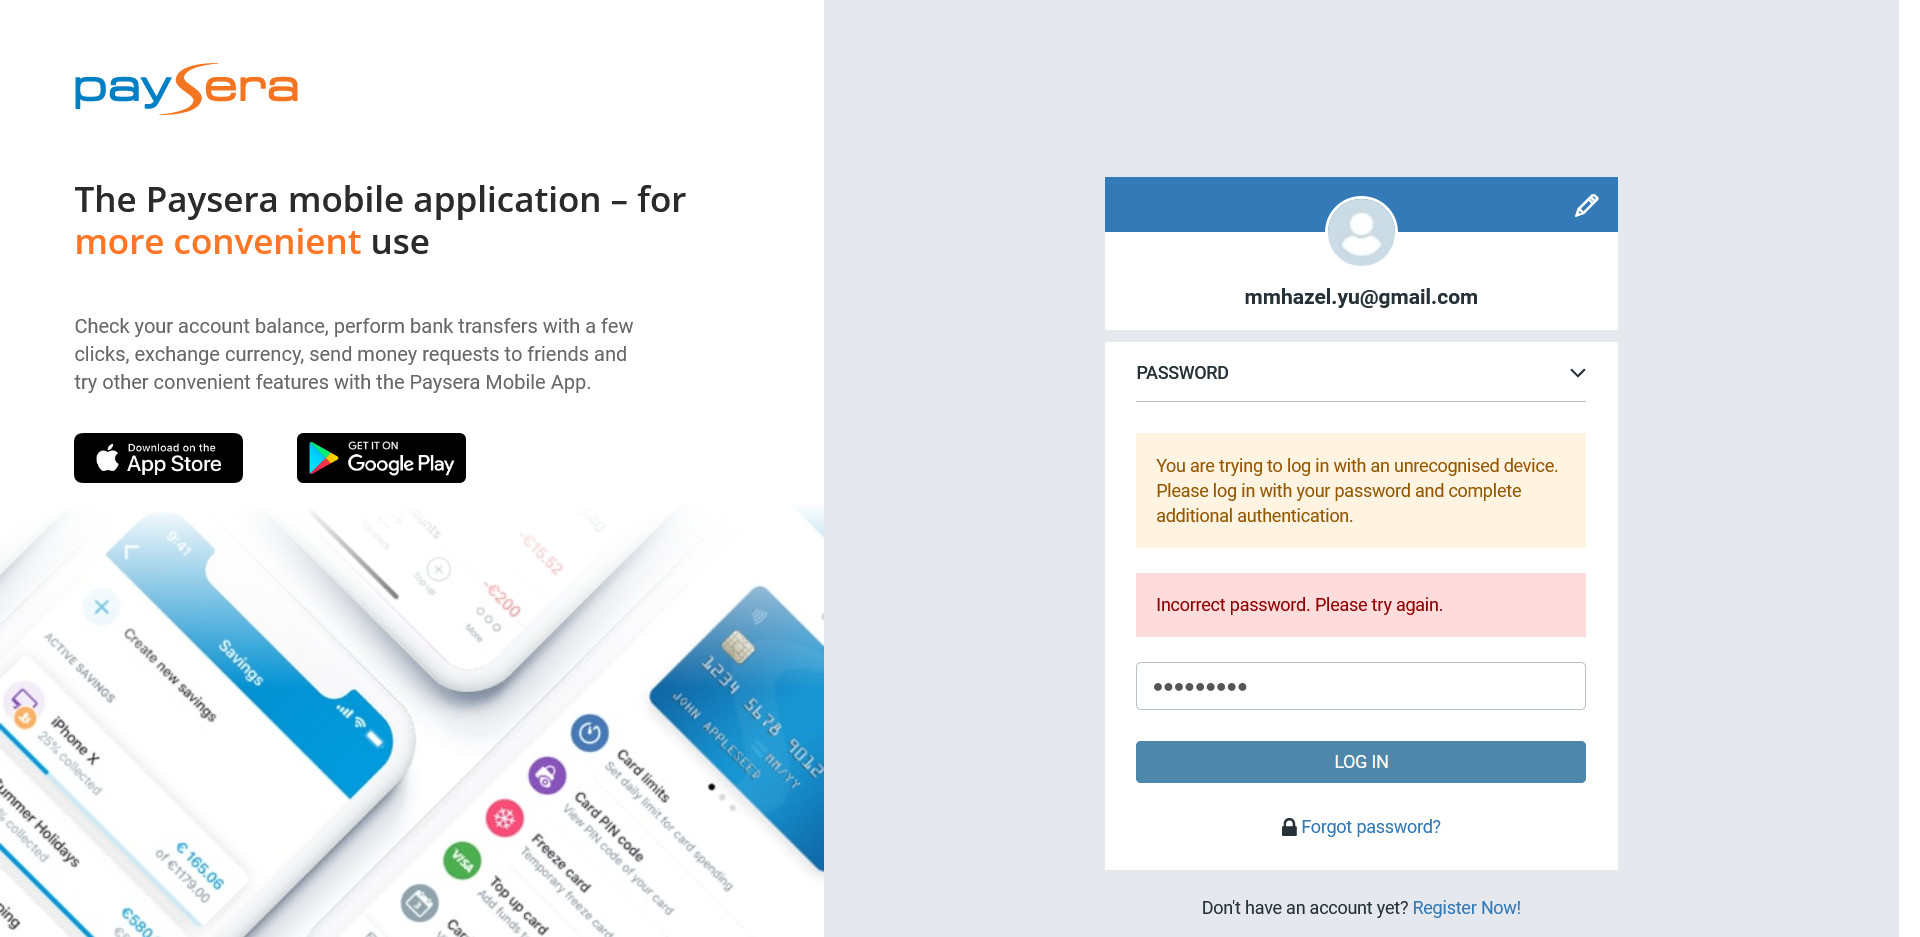 paysera
The Paysera mobile application – for
more convenient use
Check your account balance, perform bank transfers with a few
clicks, exchange currency, send money requests to friends and
try other convenient features with the Paysera Mobile App.
Download on the
App Store
GET IT ON
Google Play
9:41
Savings
Create new savings
ACTIVE SAVINGS
iPhone X
25% collected
€ 165.06
of €1179.00
ummer Holidays
% collected
€580.
Transfers
Top up
More
-€15.52
-€200
1234 5678 9012
JOHN APPLESEED
MM/YY
Card limits
Set daily limit for card spending
Card PIN code
View PIN code of your card
Freeze card
Temporary freeze card
VISA
Top up card
Add funds
mmhazel.yu@gmail.com
PASSWORD
You are trying to log in with an unrecognised device.
Please log in with your password and complete
additional authentication.
Incorrect password. Please try again.
LOG IN
Forgot password?
Don't have an account yet? Register Now!